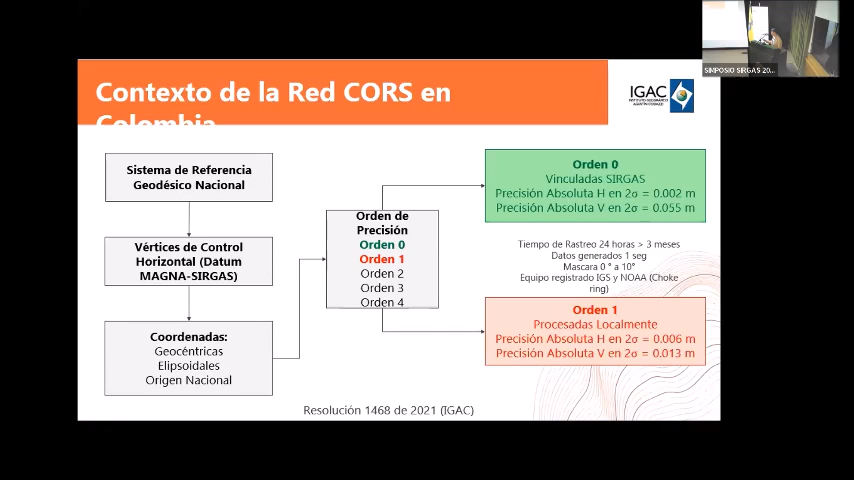 SIMPOSIO SIRGAS 20...
Contexto de la Red CORS en
Colombia
IGAC
INSTITUTO GEOGRÁFICO
AGUSTÍN CODAZZI
Sistema de Referencia
Geodésico Nacional
Vértices de Control
Horizontal (Datum
MAGNA-SIRGAS)
Coordenadas:
Geocéntricas
Elipsoidales
Origen Nacional
Orden de
Precisión
Orden 0
Orden 1
Orden 2
Orden 3
Orden 4
Orden 0
Vinculadas SIRGAS
Precisión Absoluta H en 2σ = 0.002 m
Precisión Absoluta V en 2σ = 0.055 m
Tiempo de Rastreo 24 horas > 3 meses
Datos generados 1 seg
Mascara 0 ° a 10°
Equipo registrado IGS y NOAA (Choke
ring)
Orden 1
Procesadas Localmente
Precisión Absoluta H en 2σ = 0.006 m
Precisión Absoluta V en 2σ = 0.013 m
Resolución 1468 de 2021 (IGAC)